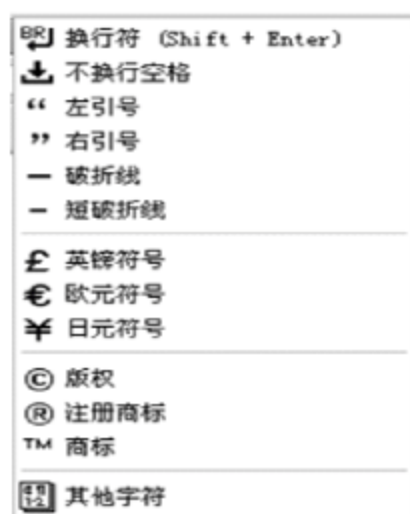 BR 换行符 (Shift + Enter)
不换行空格
“ 左引号
” 右引号
— 破折线
– 短破折线
£ 英镑符号
€ 欧元符号
¥ 日元符号
© 版权
® 注册商标
TM 商标
其他字符